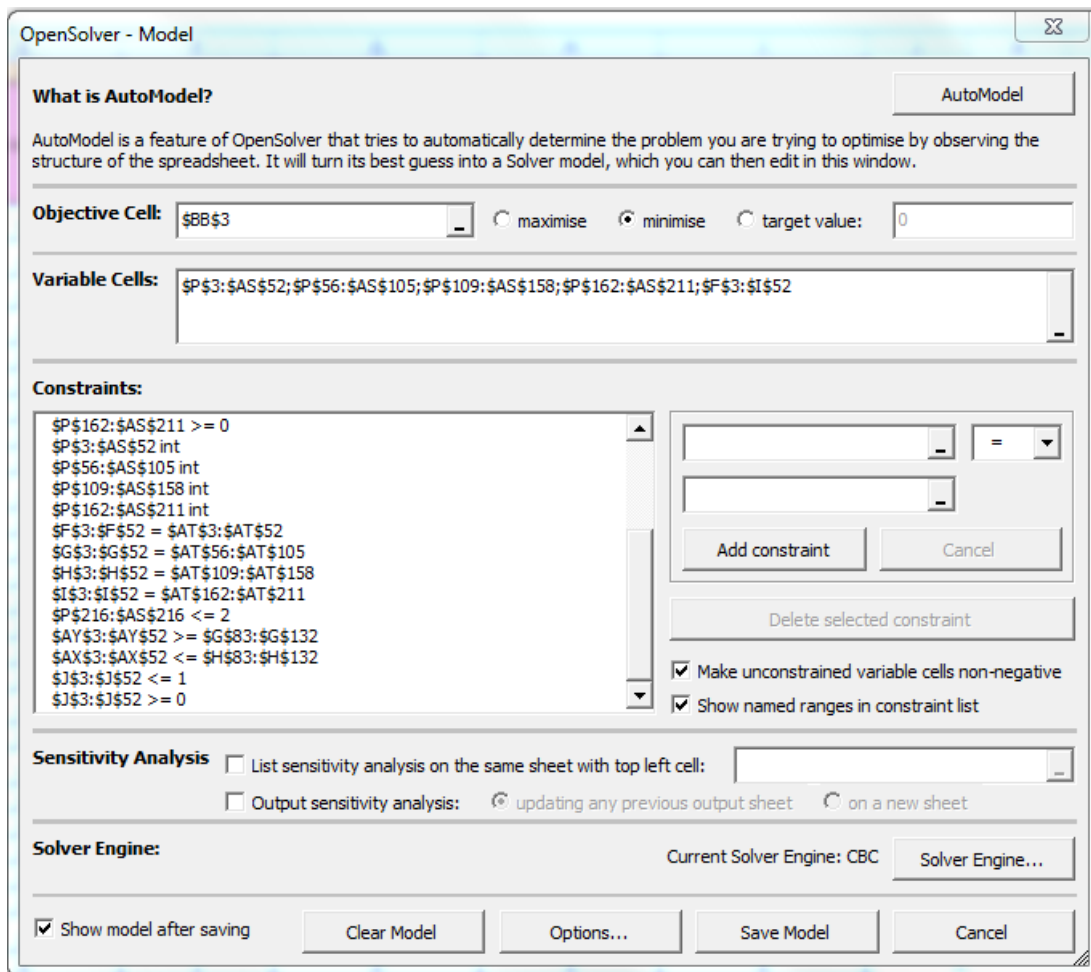 OpenSolver - Model
What is AutoModel?
AutoModel
AutoModel is a feature of OpenSolver that tries to automatically determine the problem you are trying to optimise by observing the
structure of the spreadsheet. It will turn its best guess into a Solver model, which you can then edit in this window.
Objective Cell: $BB$3 _ maximise minimise target value: 0
Variable Cells: $P$3:$AS$52;$P$56:$AS$105;$P$109:$AS$158;$P$162:$AS$211;$F$3:$I$52
Constraints:
$P$162:$AS$211 >= 0
$P$3:$AS$52 int
$P$56:$AS$105 int
$P$109:$AS$158 int
$P$162:$AS$211 int
$F$3:$F$52 = $AT$3:$AT$52
$G$3:$G$52 = $AT$56:$AT$105
$H$3:$H$52 = $AT$109:$AT$158
$I$3:$I$52 = $AT$162:$AT$211
$P$216:$AS$216 <= 2
$AY$3:$AY$52 >= $G$83:$G$132
$AX$3:$AX$52 <= $H$83:$H$132
$J$3:$J$52 <= 1
$J$3:$J$52 >= 0
=
Add constraint Cancel
Delete selected constraint
Make unconstrained variable cells non-negative
Show named ranges in constraint list
Sensitivity Analysis List sensitivity analysis on the same sheet with top left cell:
Output sensitivity analysis: updating any previous output sheet on a new sheet
Solver Engine: Current Solver Engine: CBC Solver Engine...
Show model after saving Clear Model Options... Save Model Cancel